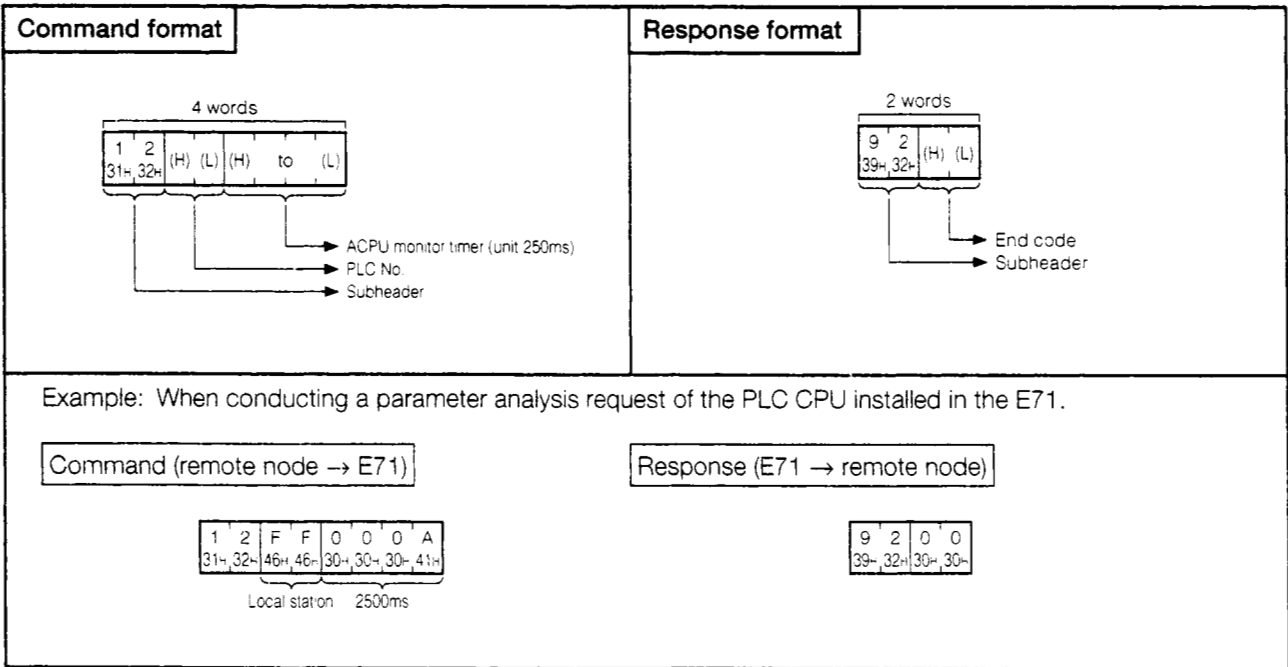 Command format
Response format
4 words
1 2 (H) (L) (H) to (L)
31H 32H
ACPU monitor timer (unit 250ms)
PLC No.
Subheader
2 words
9 2 (H) (L)
39H 32H
End code
Subheader
Example: When conducting a parameter analysis request of the PLC CPU installed in the E71.
Command (remote node → E71)
Response (E71 → remote node)
1 2 F F 0 0 0 A
31H 32H 46H 46H 30H 30H 30H 41H
Local station 2500ms
9 2 0 0
39H 32H 30H 30H